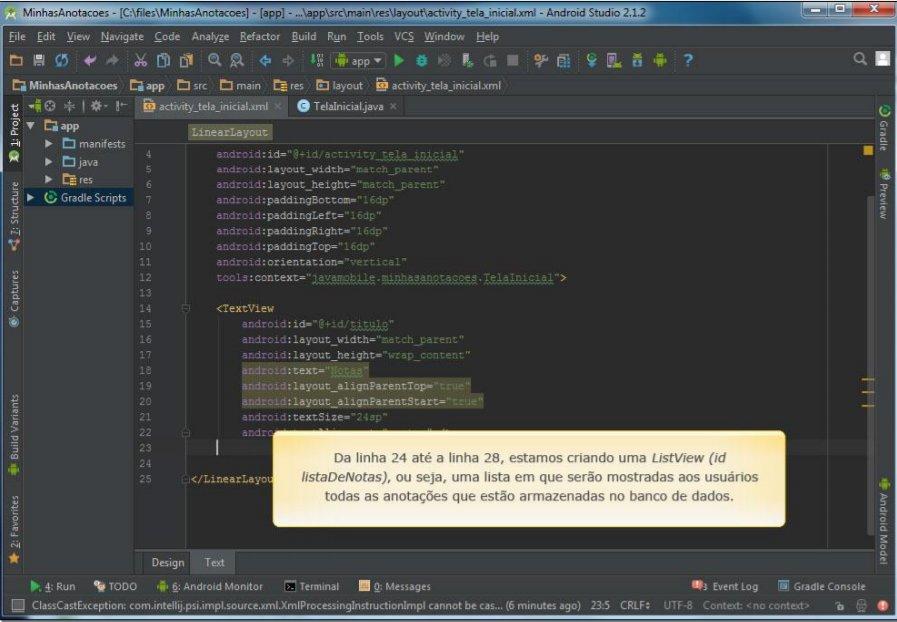 MinhasAnotacoes - [C:\files\MinhasAnotacoes] - [app] - ...\app\src\main\res\layout\activity_tela_inicial.xml - Android Studio 2.1.2
File Edit View Navigate Code Analyze Refactor Build Run Tools VCS Window Help
app
MinhasAnotacoes app src main res layout activity_tela_inicial.xml
1: Project
activity_tela_inicial.xml × TelaInicial.java ×
app
manifests
java
res
Gradle Scripts
Z: Structure
Captures
Build Variants
2: Favorites
LinearLayout
4 android:id="@+id/activity_tela_inicial"
5 android:layout_width="match_parent"
6 android:layout_height="match_parent"
7 android:paddingBottom="16dp"
8 android:paddingLeft="16dp"
9 android:paddingRight="16dp"
10 android:paddingTop="16dp"
11 android:orientation="vertical"
12 tools:context="javamobile.minhasanotacoes.TelaInicial">
13
14 <TextView
15 android:id="@+id/titulo"
16 android:layout_width="match_parent"
17 android:layout_height="wrap_content"
18 android:text="Notas"
19 android:layout_alignParentTop="true"
20 android:layout_alignParentStart="true"
21 android:textSize="24sp"
22 andro
23
24
25 </LinearLayou
Da linha 24 até a linha 28, estamos criando uma ListView (id
listaDeNotas), ou seja, uma lista em que serão mostradas aos usuários
todas as anotações que estão armazenadas no banco de dados.
Gradle
Preview
Android Model
Design Text
4: Run TODO 6: Android Monitor Terminal 0: Messages Event Log Gradle Console
ClassCastException: com.intellij.psi.impl.source.xml.XmlProcessingInstructionImpl cannot be cas... (6 minutes ago) 23:5 CRLF÷ UTF-8 Context: <no context>